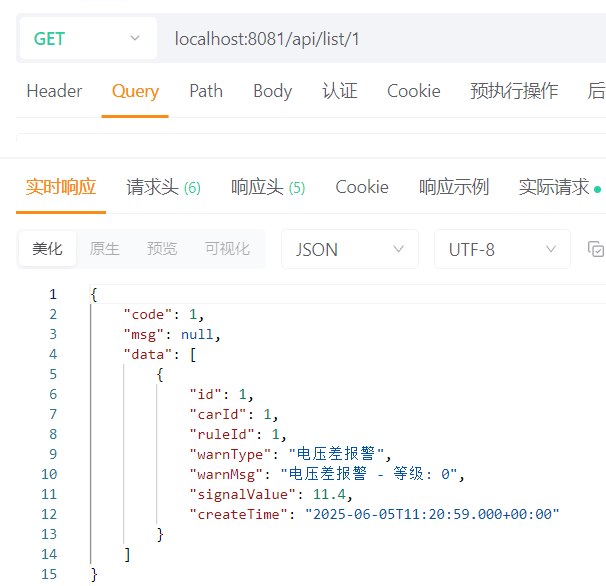 GET localhost:8081/api/list/1
Header Query Path Body 认证 Cookie 预执行操作 后
实时响应 请求头 (6) 响应头 (5) Cookie 响应示例 实际请求
美化 原生 预览 可视化 JSON UTF-8
1 {
2 "code": 1,
3 "msg": null,
4 "data": [
5 {
6 "id": 1,
7 "carId": 1,
8 "ruleId": 1,
9 "warnType": "电压差报警",
10 "warnMsg": "电压差报警 - 等级: 0",
11 "signalValue": 11.4,
12 "createTime": "2025-06-05T11:20:59.000+00:00"
13 }
14 ]
15 }